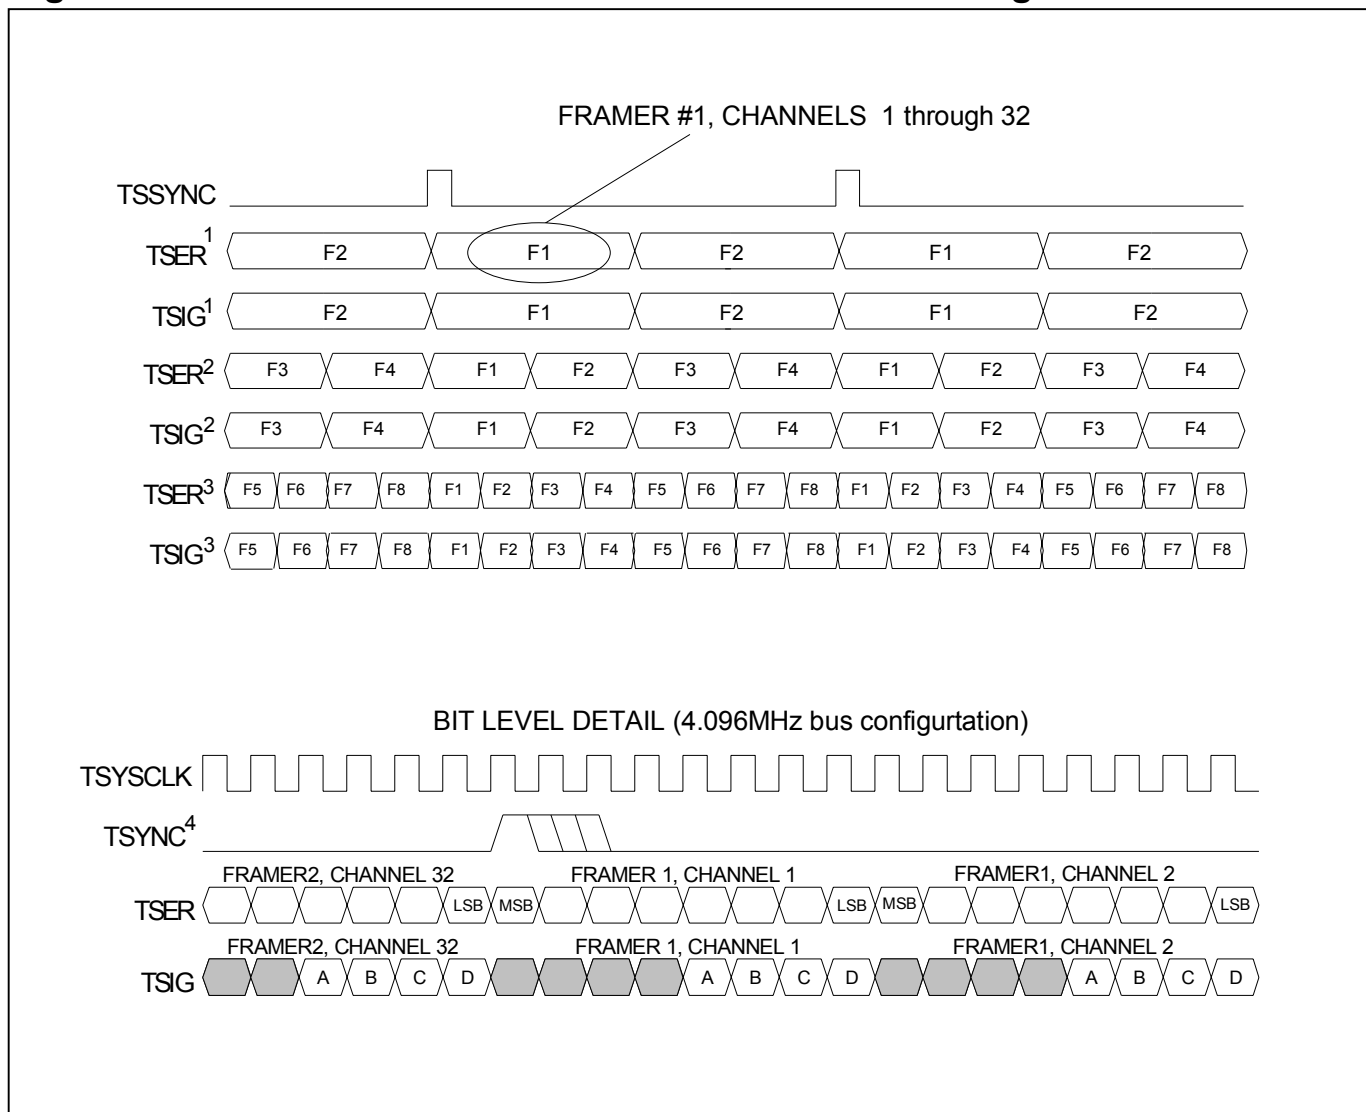 FRAMER #1, CHANNELS 1 through 32
TSSYNC
TSER1 F2 F1 F2 F1 F2
TSIG1 F2 F1 F2 F1 F2
TSER2 F3 F4 F1 F2 F3 F4 F1 F2 F3 F4
TSIG2 F3 F4 F1 F2 F3 F4 F1 F2 F3 F4
TSER3 F5 F6 F7 F8 F1 F2 F3 F4 F5 F6 F7 F8 F1 F2 F3 F4 F5 F6 F7 F8
TSIG3 F5 F6 F7 F8 F1 F2 F3 F4 F5 F6 F7 F8 F1 F2 F3 F4 F5 F6 F7 F8
BIT LEVEL DETAIL (4.096MHz bus configurtation)
TSYSCLK
TSYNC4
FRAMER2, CHANNEL 32 FRAMER 1, CHANNEL 1 FRAMER1, CHANNEL 2
TSER LSB MSB LSB MSB LSB
FRAMER2, CHANNEL 32 FRAMER 1, CHANNEL 1 FRAMER1, CHANNEL 2
TSIG A B C D A B C D A B C D